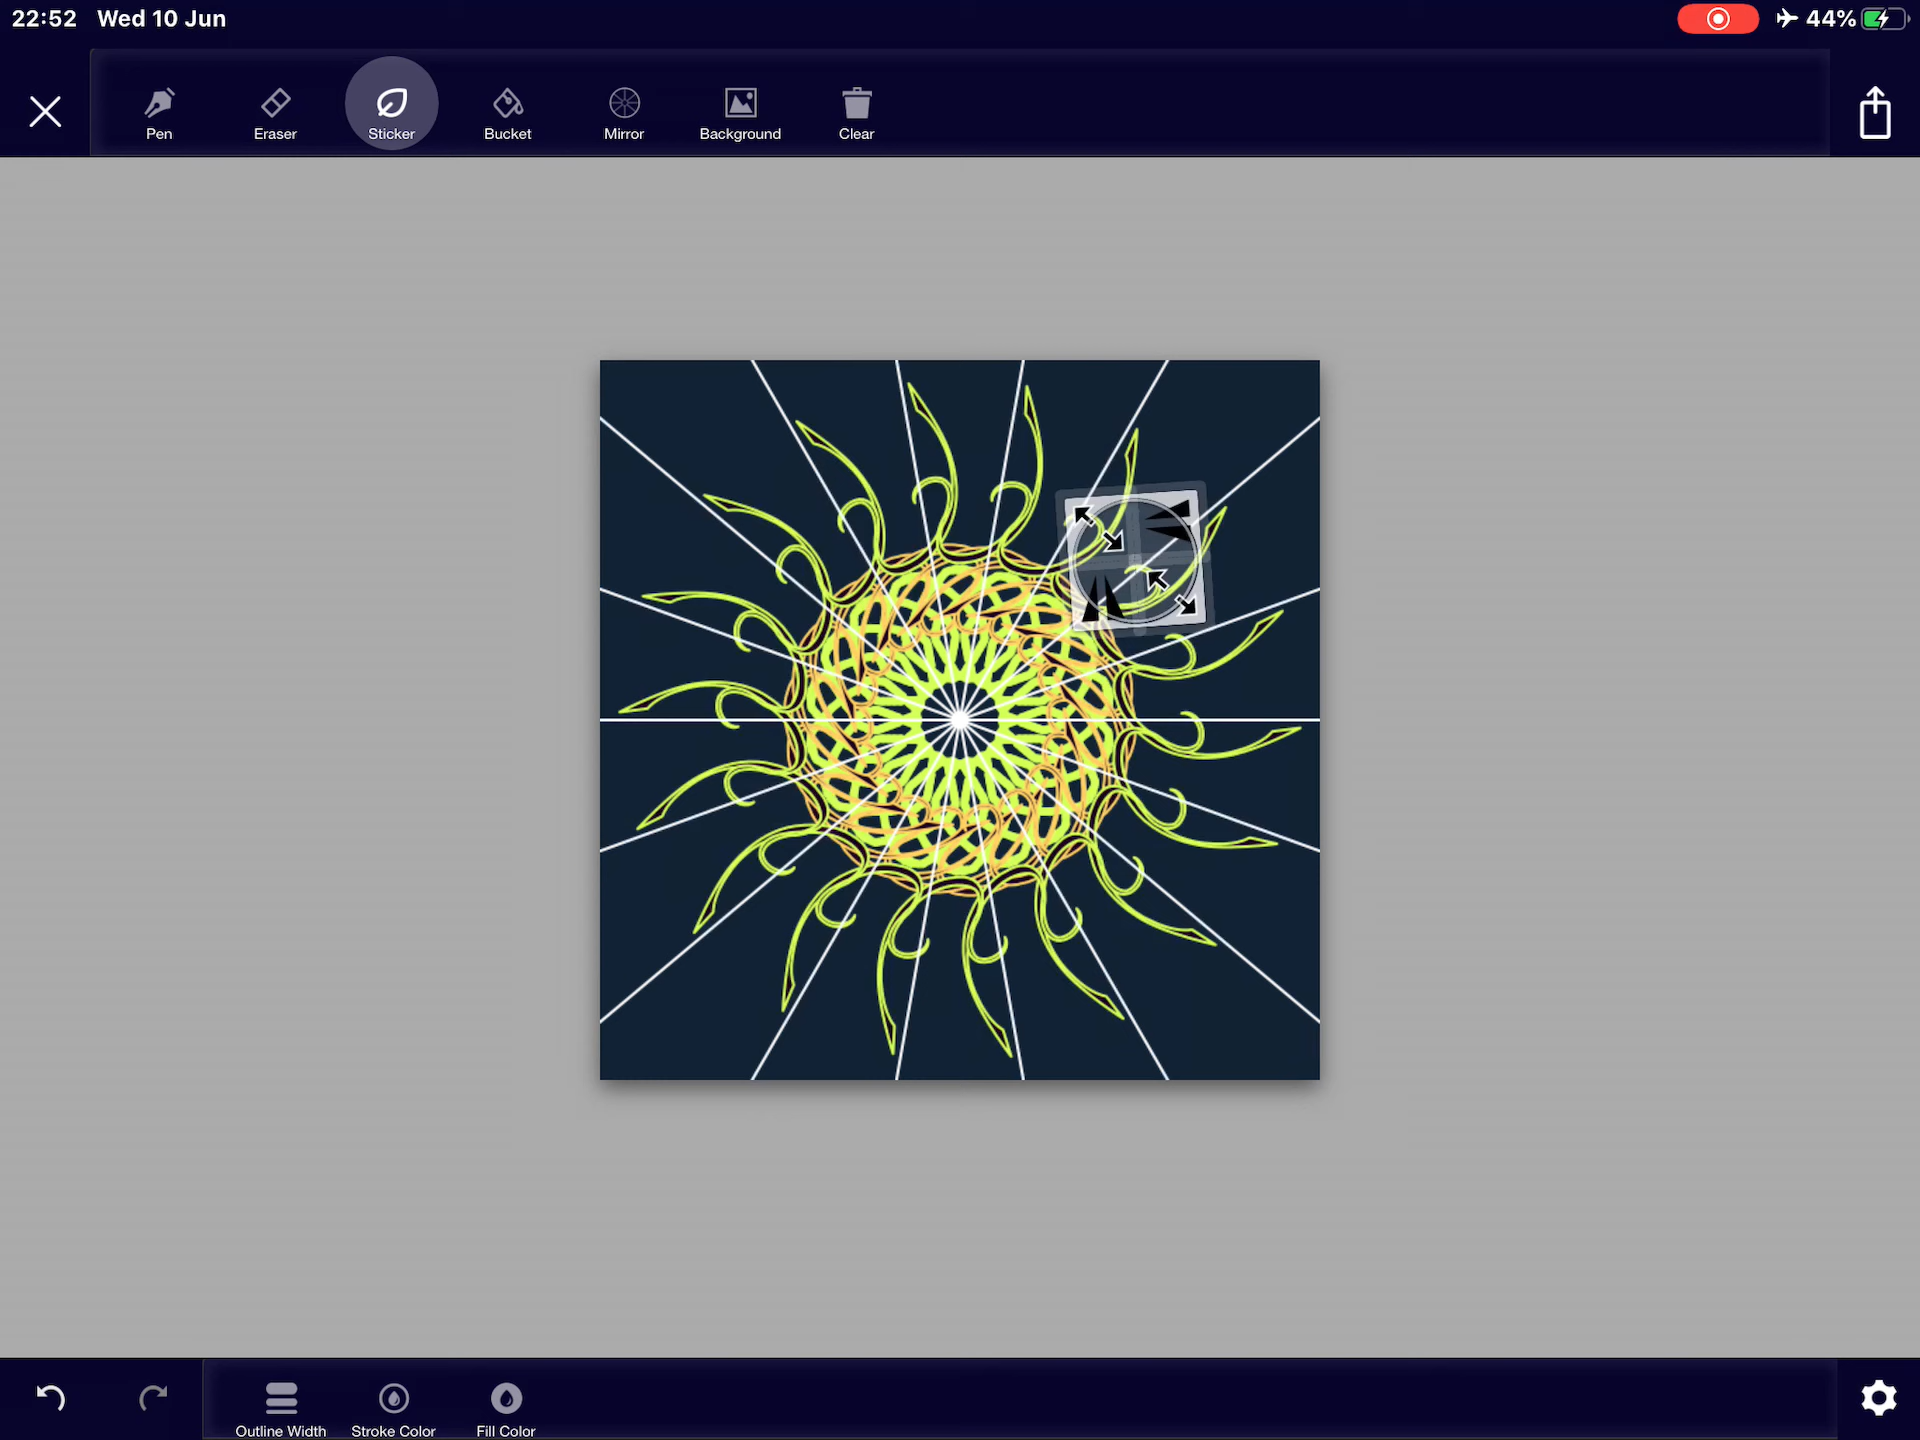 22:52 Wed 10 Jun
44%
Pen
Eraser
Sticker
Bucket
Mirror
Background
Clear
Outline Width
Stroke Color
Fill Color